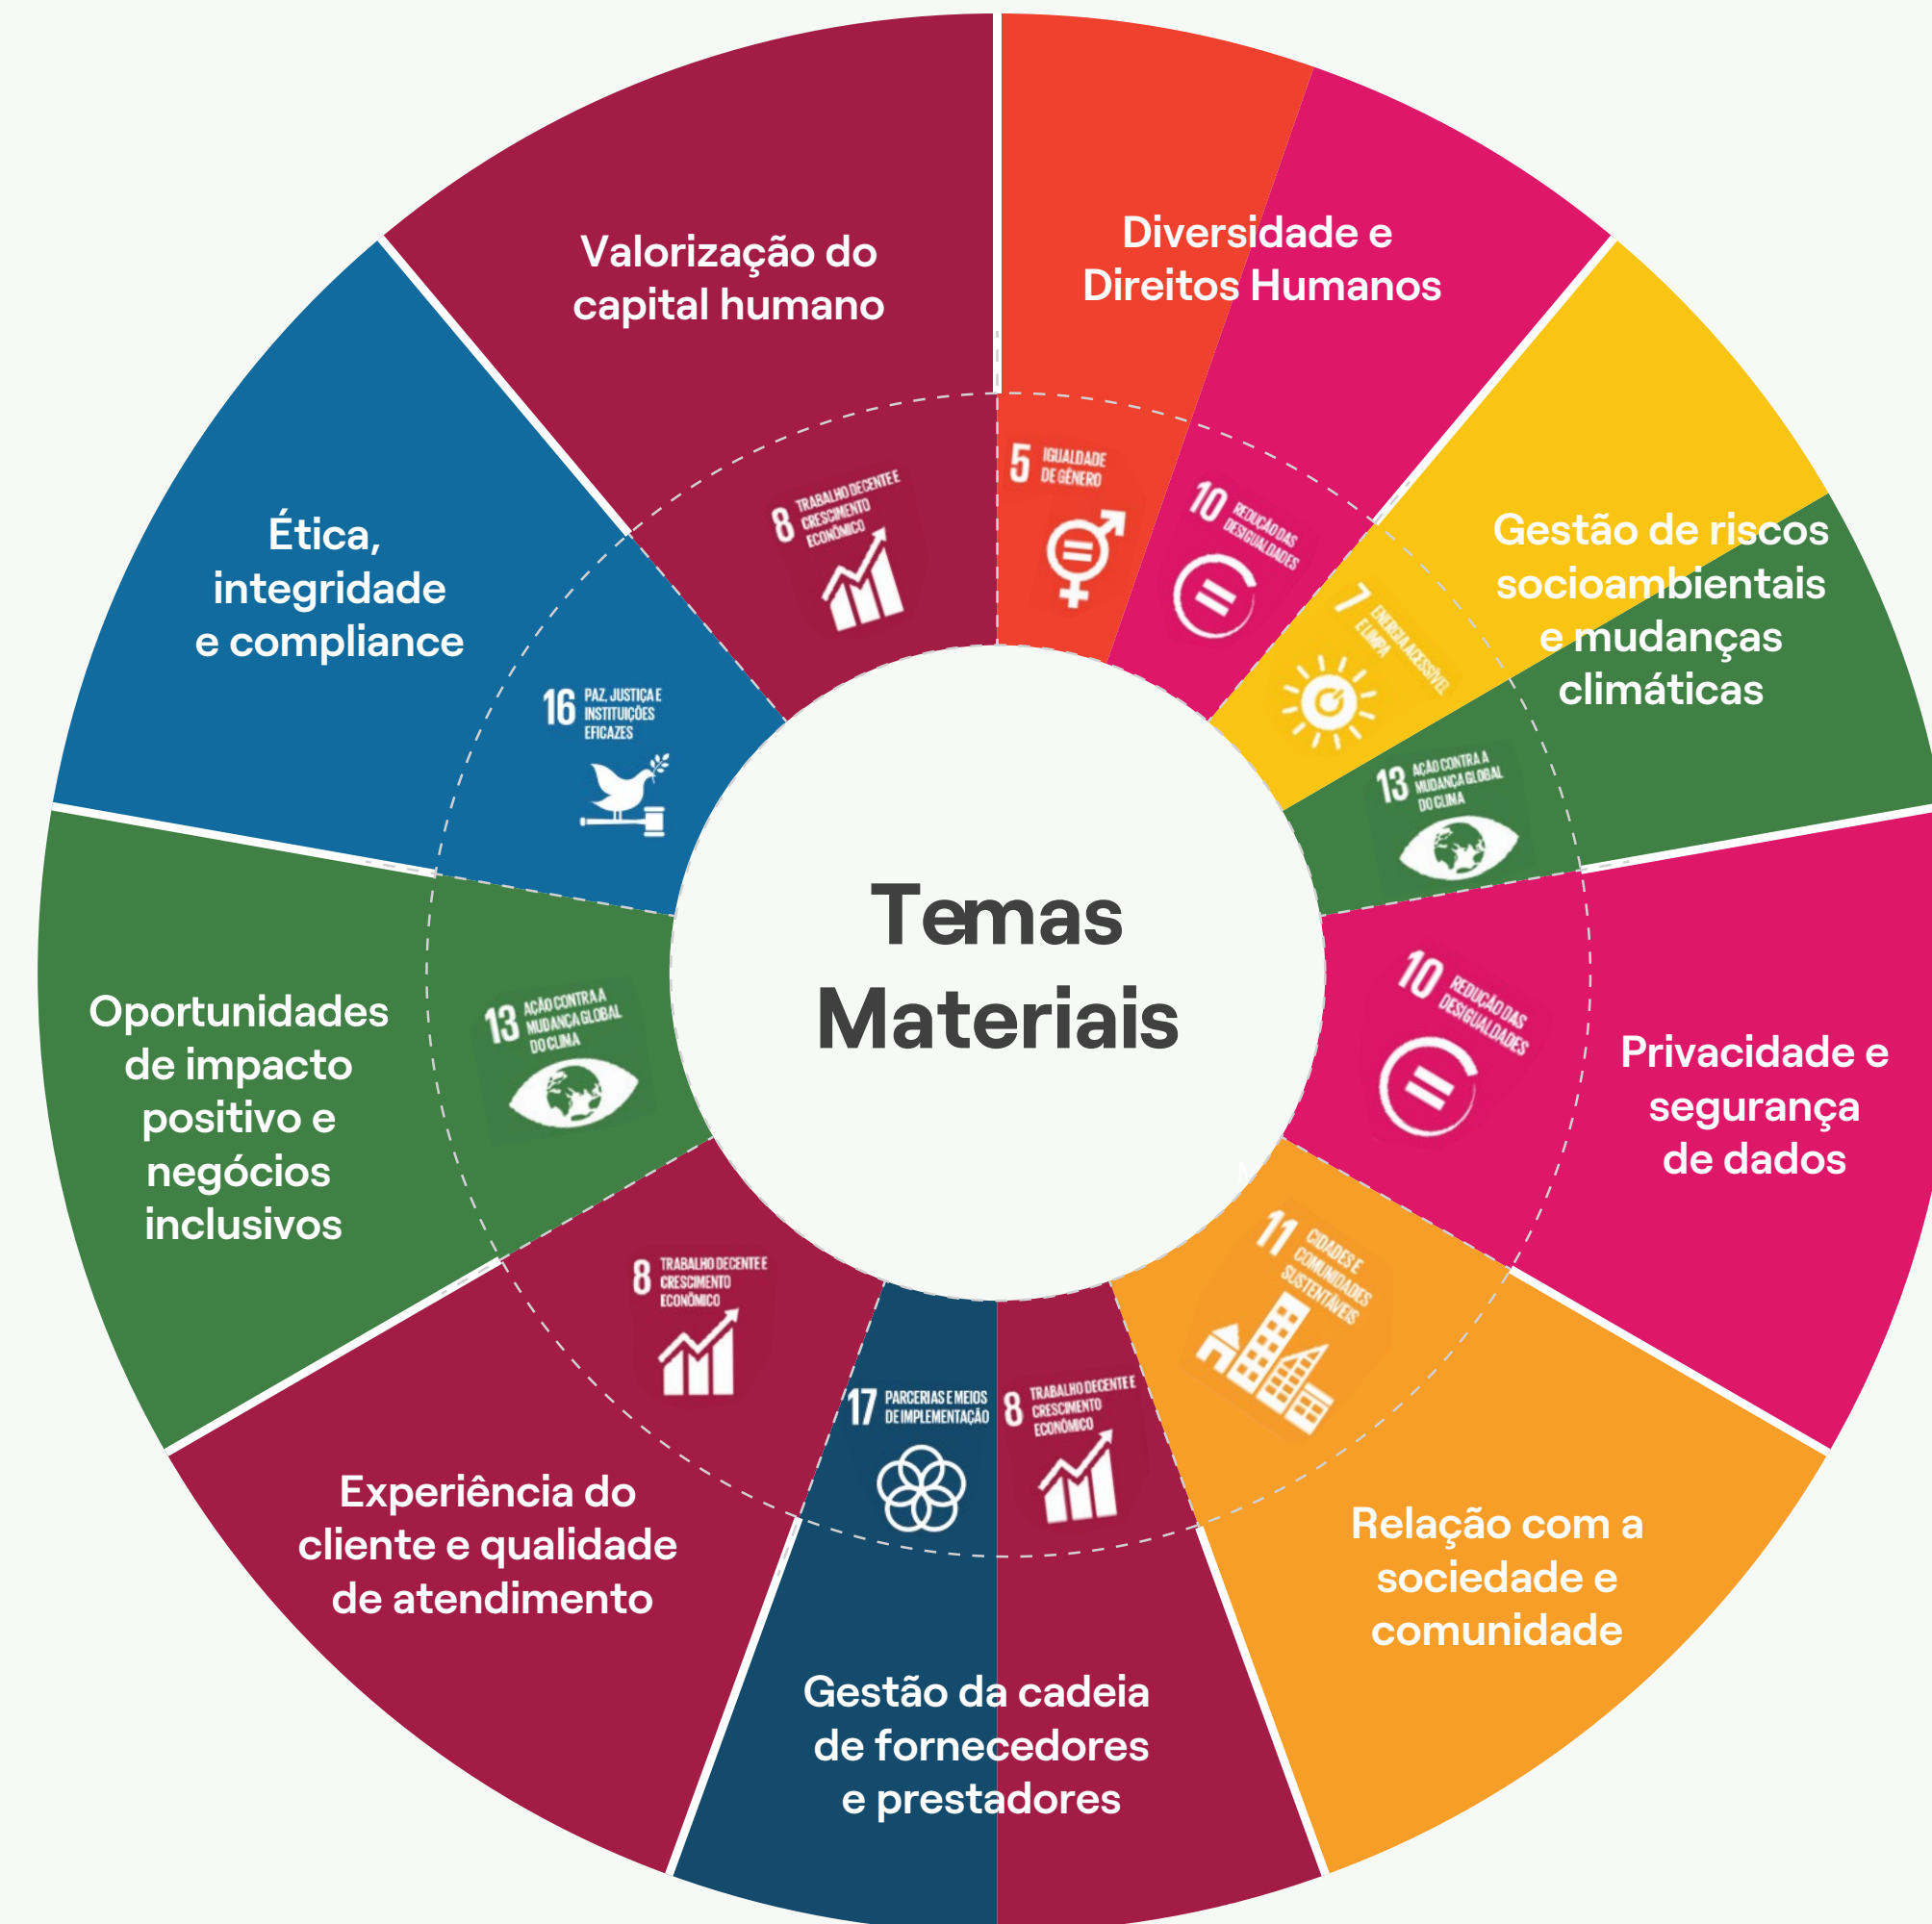 Valorização do
capital humano
8 TRABALHO DECENTE E
CRESCIMENTO
ECONÔMICO
Diversidade e
Direitos Humanos
5 IGUALDADE
DE GÊNERO
10 REDUÇÃO DAS
DESIGUALDADES
Gestão de riscos
socioambientais
e mudanças
climáticas
7 ENERGIA ACESSÍVEL
E LIMPA
13 AÇÃO CONTRA A
MUDANÇA GLOBAL
DO CLIMA
Privacidade e
segurança
de dados
10 REDUÇÃO DAS
DESIGUALDADES
Relação com a
sociedade e
comunidade
11 CIDADES E
COMUNIDADES
SUSTENTÁVEIS
Gestão da cadeia
de fornecedores
e prestadores
17 PARCERIAS E MEIOS
DE IMPLEMENTAÇÃO
8 TRABALHO DECENTE E
CRESCIMENTO
ECONÔMICO
Experiência do
cliente e qualidade
de atendimento
8 TRABALHO DECENTE E
CRESCIMENTO
ECONÔMICO
Oportunidades
de impacto
positivo e
negócios
inclusivos
13 AÇÃO CONTRA A
MUDANÇA GLOBAL
DO CLIMA
Ética,
integridade
e compliance
16 PAZ, JUSTIÇA E
INSTITUIÇÕES
EFICAZES
Temas
Materiais